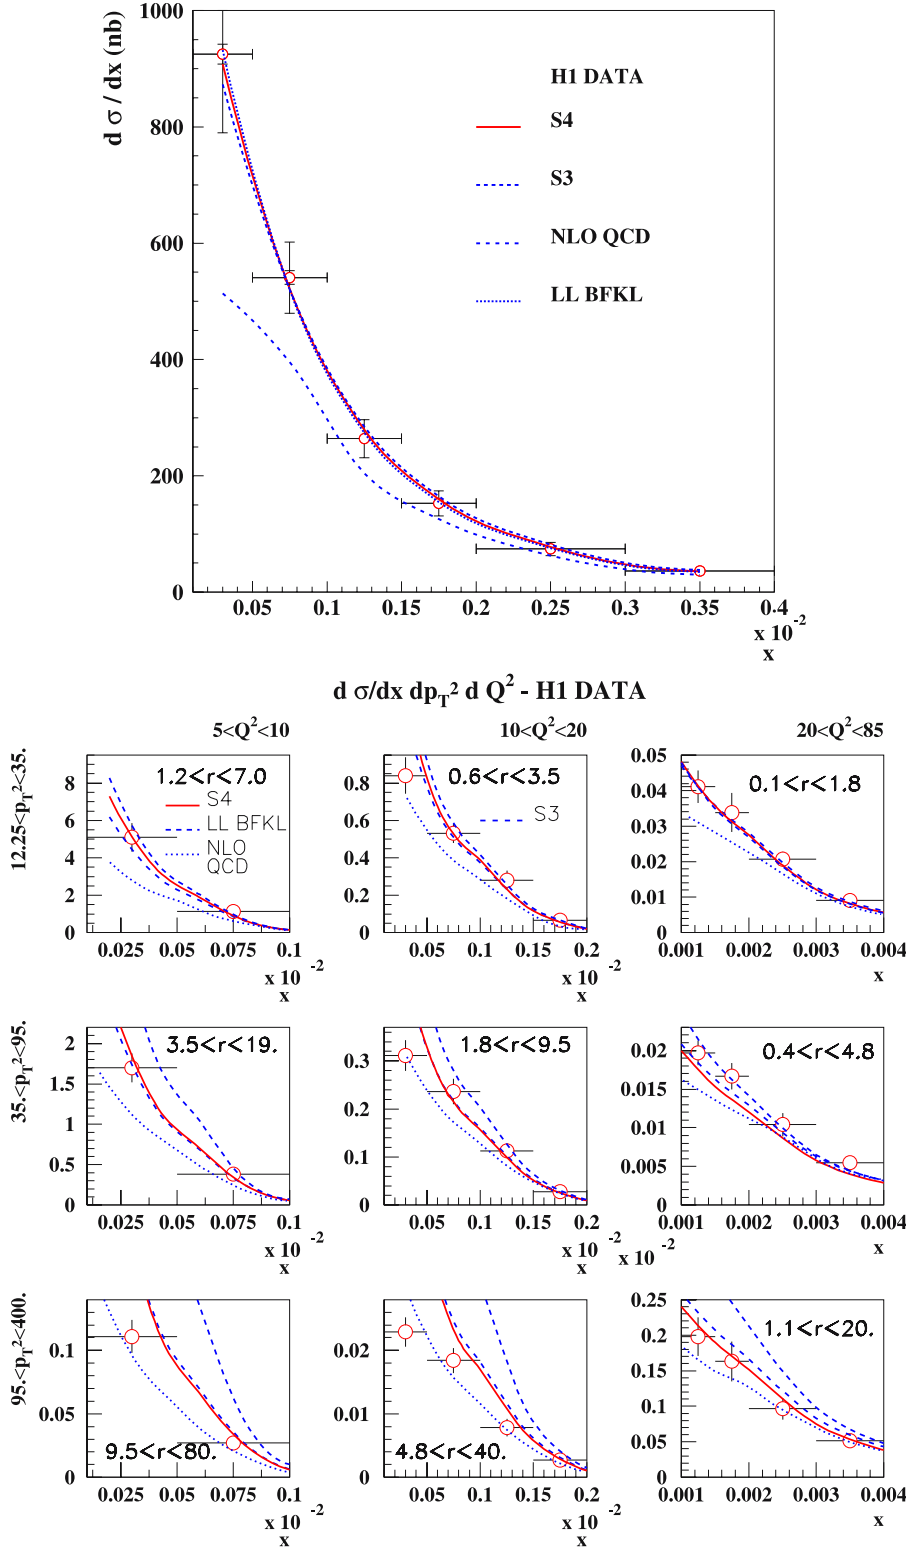 d σ / dx (nb)
1000
800
600
400
200
0
H1 DATA
S4
S3
NLO QCD
LL BFKL
0.05 0.1 0.15 0.2 0.25 0.3 0.35 0.4
x 10⁻²
x
d σ/dx dp_T² d Q² - H1 DATA
5<Q²<10
10<Q²<20
20<Q²<85
12.25<p_T²<35.
8
6
4
2
0
1.2<r<7.0
S4
LL BFKL
NLO
QCD
0.025 0.05 0.075 0.1
x 10⁻²
x
0.8
0.6
0.4
0.2
0
0.6<r<3.5
S3
0.05 0.1 0.15 0.2
x 10⁻²
x
0.05
0.04
0.03
0.02
0.01
0
0.1<r<1.8
0.001 0.002 0.003 0.004
x
35.<p_T²<95.
2
1.5
1
0.5
0
3.5<r<19.
0.025 0.05 0.075 0.1
x 10⁻²
x
0.3
0.2
0.1
0
1.8<r<9.5
0.05 0.1 0.15 0.2
x 10⁻²
x
0.02
0.015
0.01
0.005
0
0.4<r<4.8
0.001 0.002 0.003 0.004
x 10⁻²
x
95.<p_T²<400.
0.1
0.05
0
9.5<r<80.
0.025 0.05 0.075 0.1
x 10⁻²
x
0.02
0.01
0
4.8<r<40.
0.05 0.1 0.15 0.2
x 10⁻²
x
0.25
0.2
0.15
0.1
0.05
0
1.1<r<20.
0.001 0.002 0.003 0.004
x